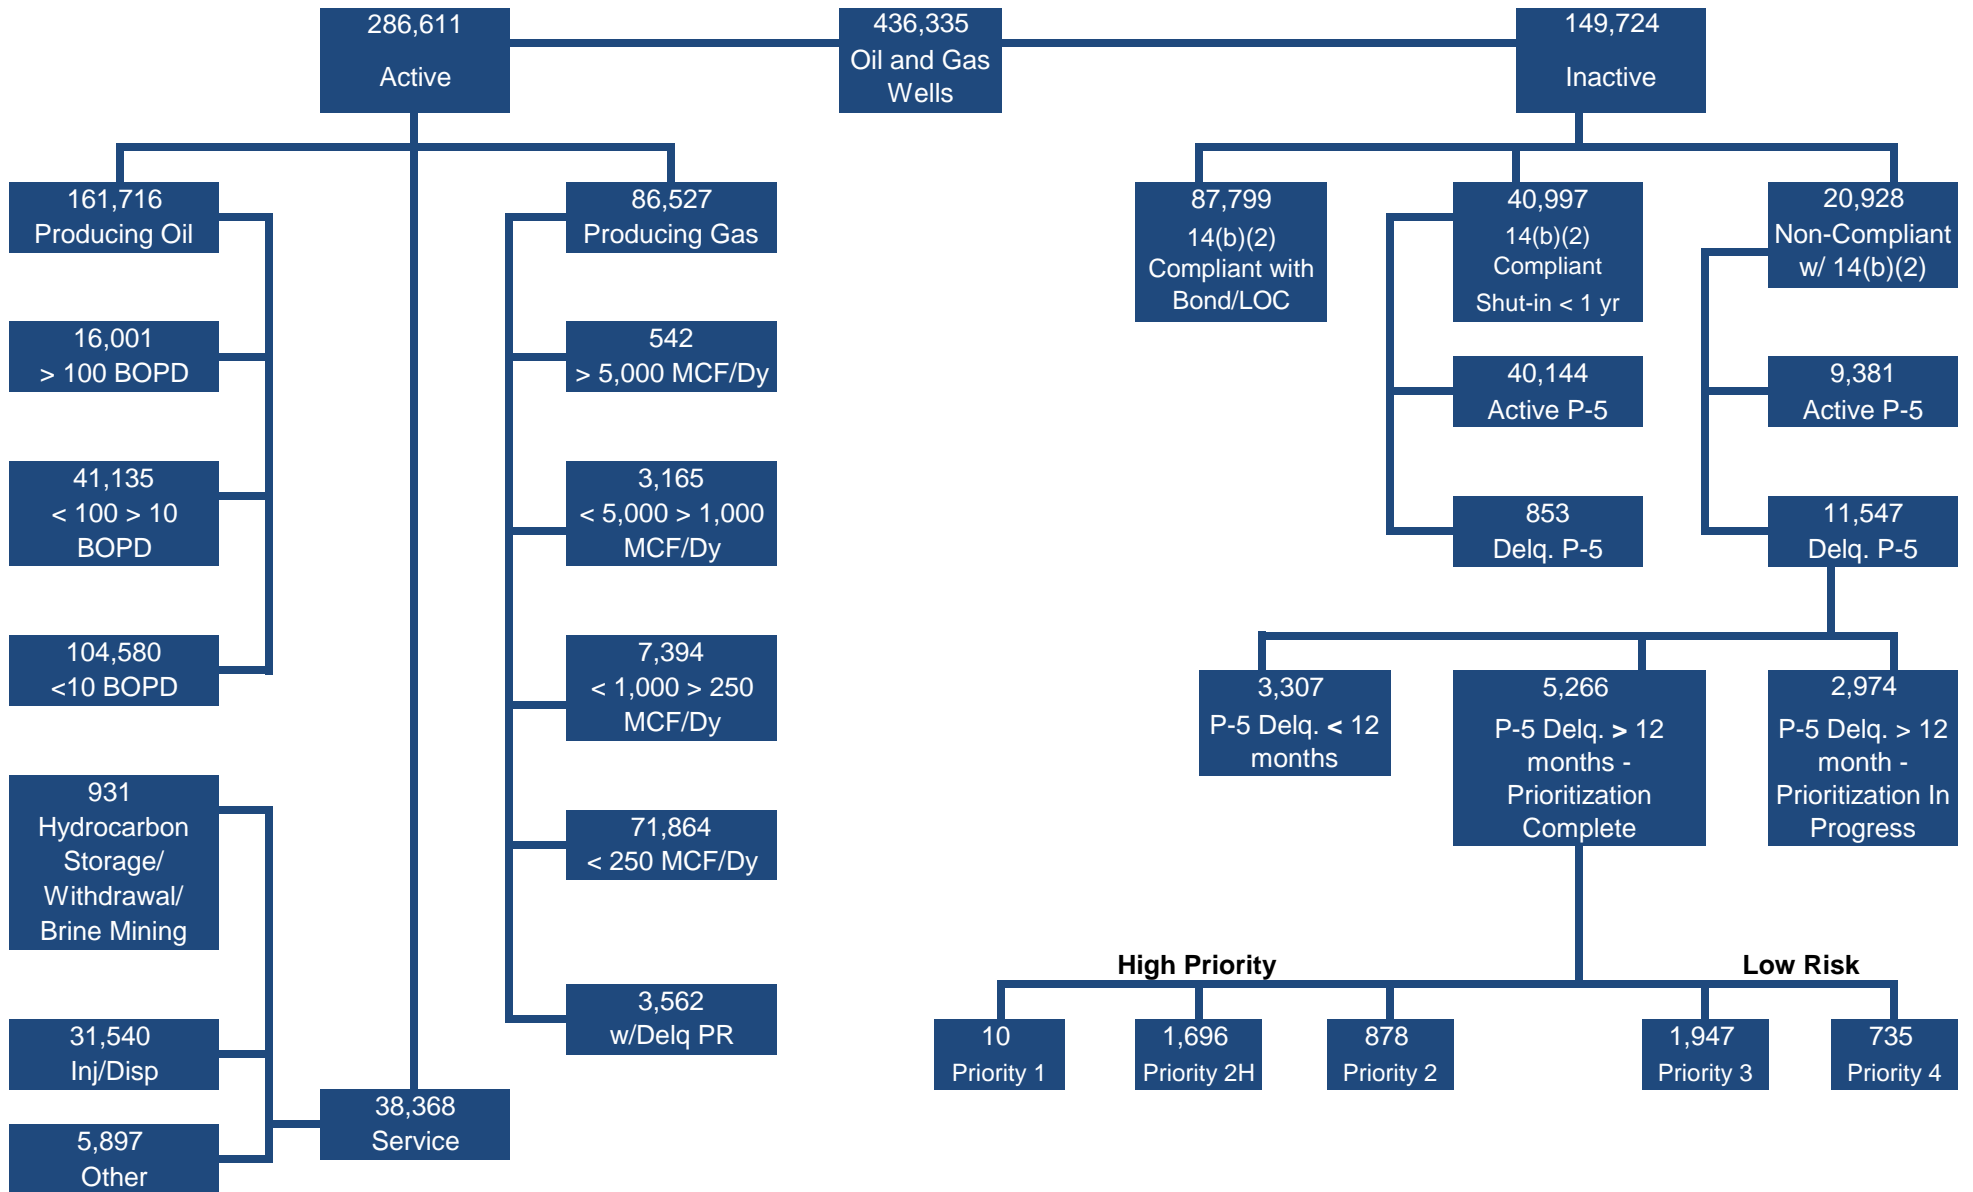 286,611
Active
436,335
Oil and Gas
Wells
149,724
Inactive
161,716
Producing Oil
86,527
Producing Gas
87,799
14(b)(2)
Compliant with
Bond/LOC
40,997
14(b)(2)
Compliant
Shut-in < 1 yr
20,928
Non-Compliant
w/ 14(b)(2)
16,001
> 100 BOPD
542
> 5,000 MCF/Dy
40,144
Active P-5
9,381
Active P-5
41,135
< 100 > 10
BOPD
3,165
< 5,000 > 1,000
MCF/Dy
853
Delq. P-5
11,547
Delq. P-5
104,580
<10 BOPD
7,394
< 1,000 > 250
MCF/Dy
3,307
P-5 Delq. < 12
months
5,266
P-5 Delq. > 12
months -
Prioritization
Complete
2,974
P-5 Delq. > 12
month -
Prioritization In
Progress
931
Hydrocarbon
Storage/
Withdrawal/
Brine Mining
71,864
< 250 MCF/Dy
High Priority
Low Risk
31,540
Inj/Disp
3,562
w/Delq PR
10
Priority 1
1,696
Priority 2H
878
Priority 2
1,947
Priority 3
735
Priority 4
38,368
Service
5,897
Other